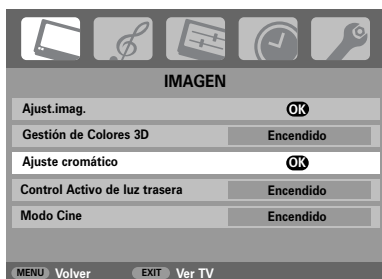 IMAGEN
Ajust.imag. OK
Gestión de Colores 3D Encendido
Ajuste cromático OK
Control Activo de luz trasera Encendido
Modo Cine Encendido
MENU Volver EXIT Ver TV